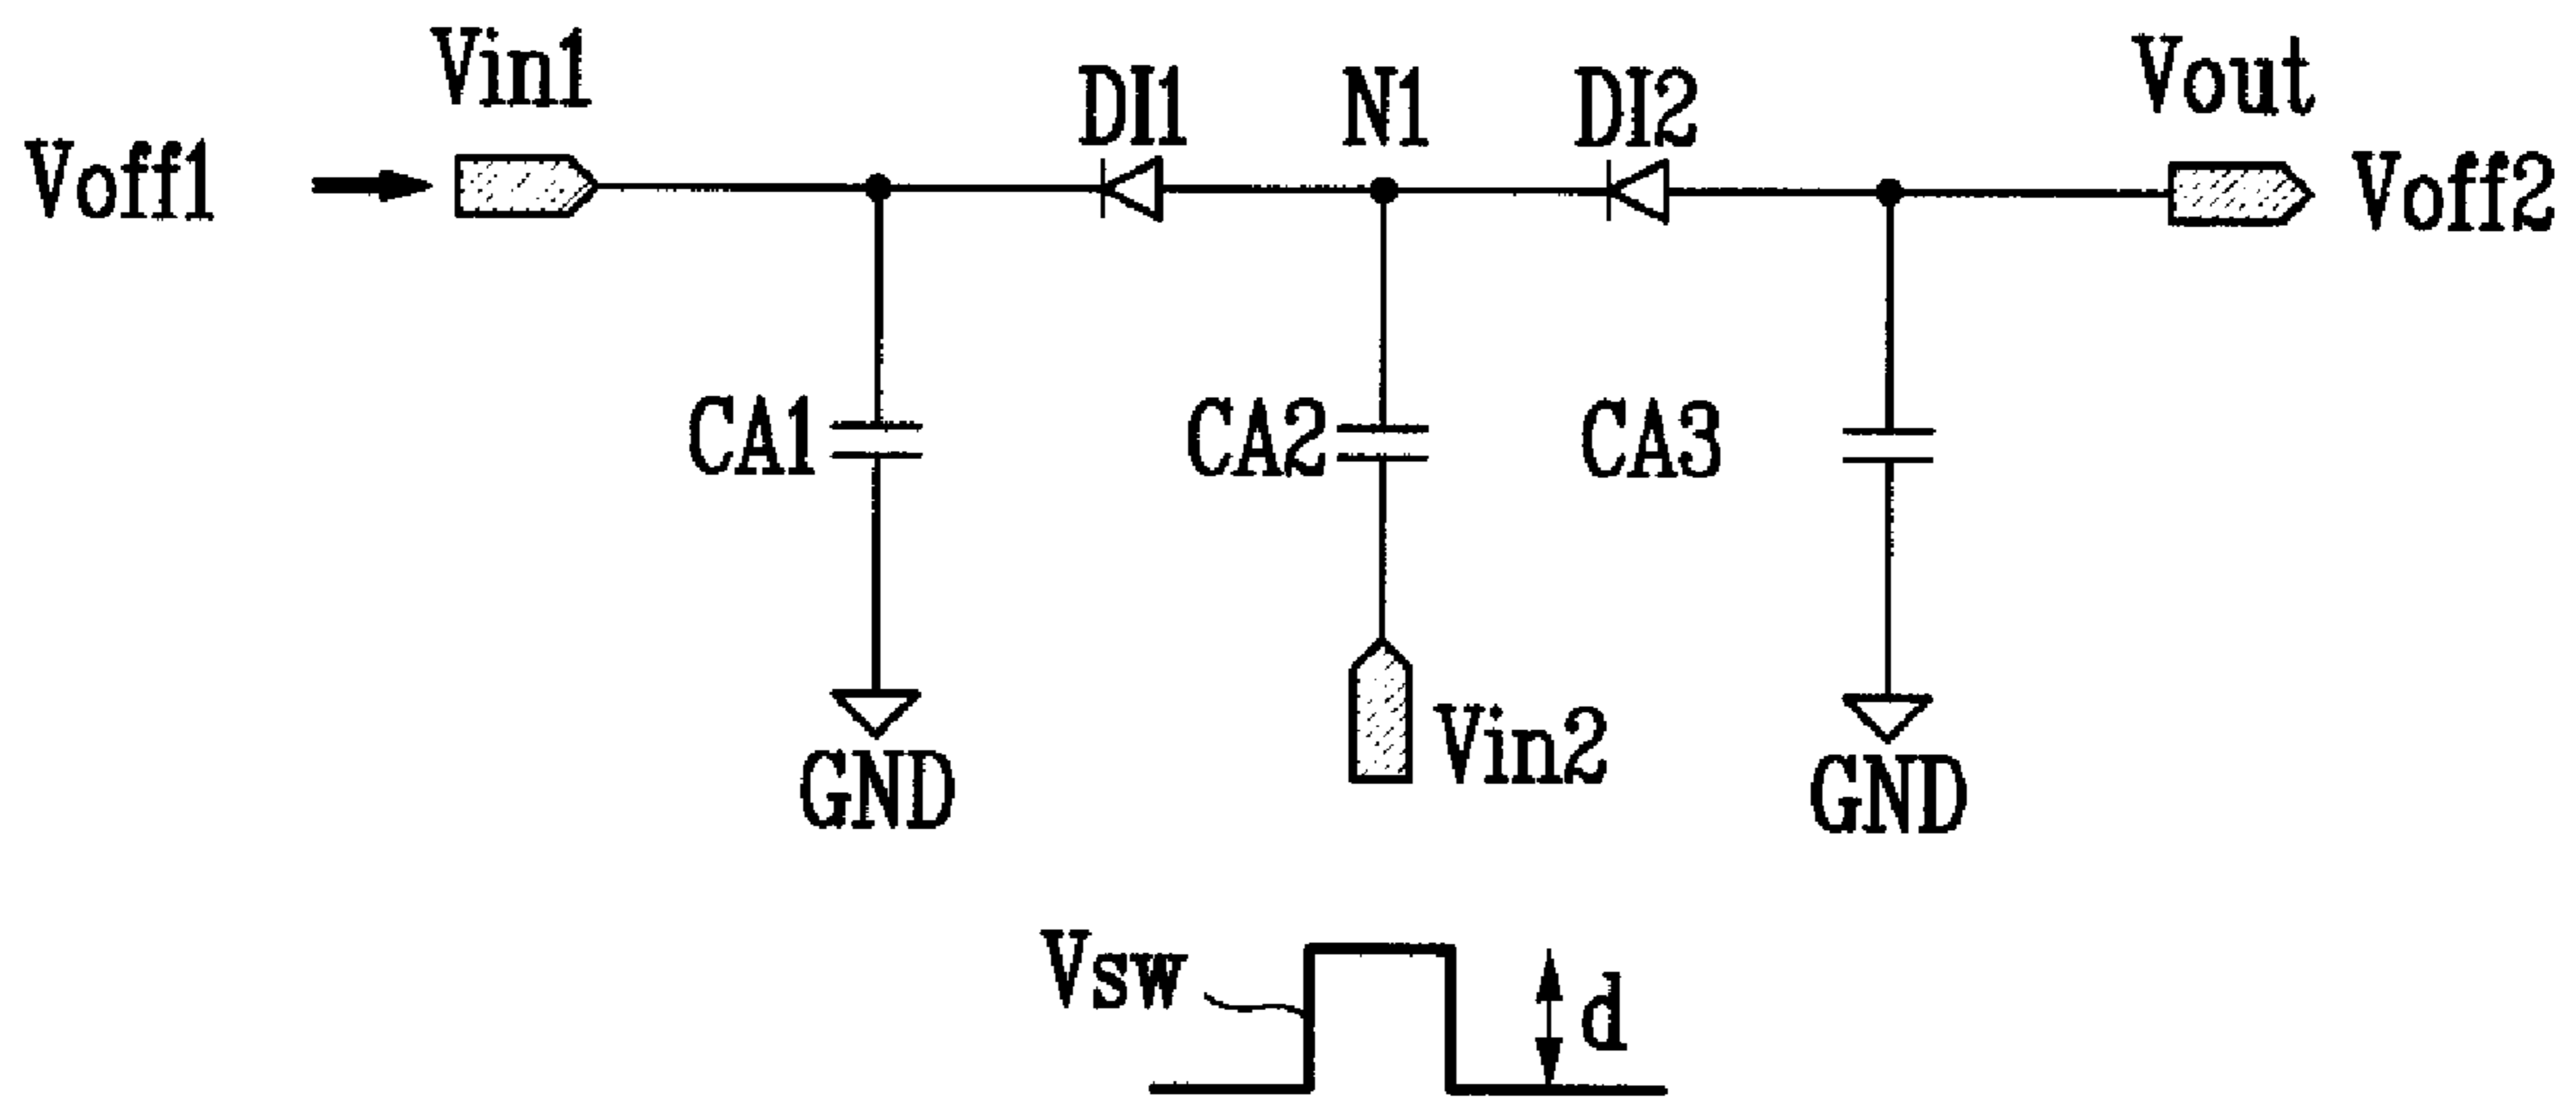 Vin1
DI1
N1
DI2
Vout
Voff1
Voff2
CA1
CA2
CA3
Vin2
GND
GND
Vsw
d